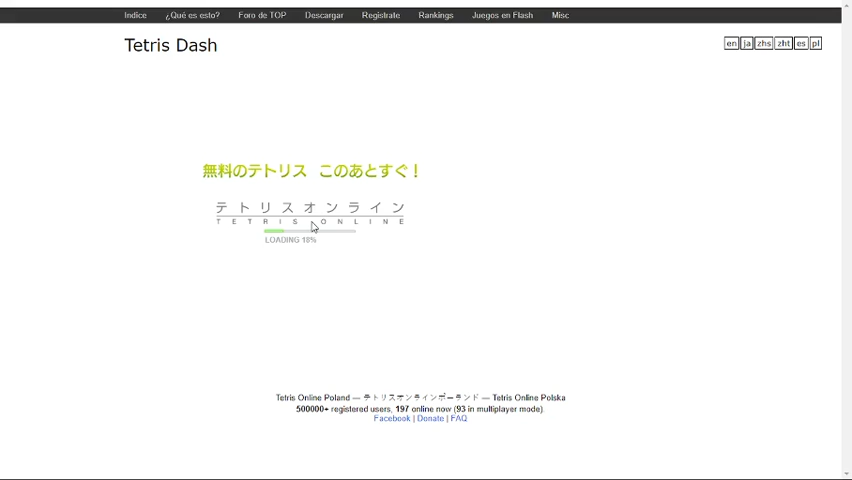 Indice ¿Qué es esto? Foro de TOP Descargar Registrate Rankings Juegos en Flash Misc
Tetris Dash
en ja zhs zht es pl
無料のテトリス このあとすぐ！
テトリスオンライン
TETRIS ONLINE
LOADING 18%
Tetris Online Poland — テトリスオンラインポーランド — Tetris Online Polska
500000+ registered users, 197 online now (93 in multiplayer mode).
Facebook | Donate | FAQ